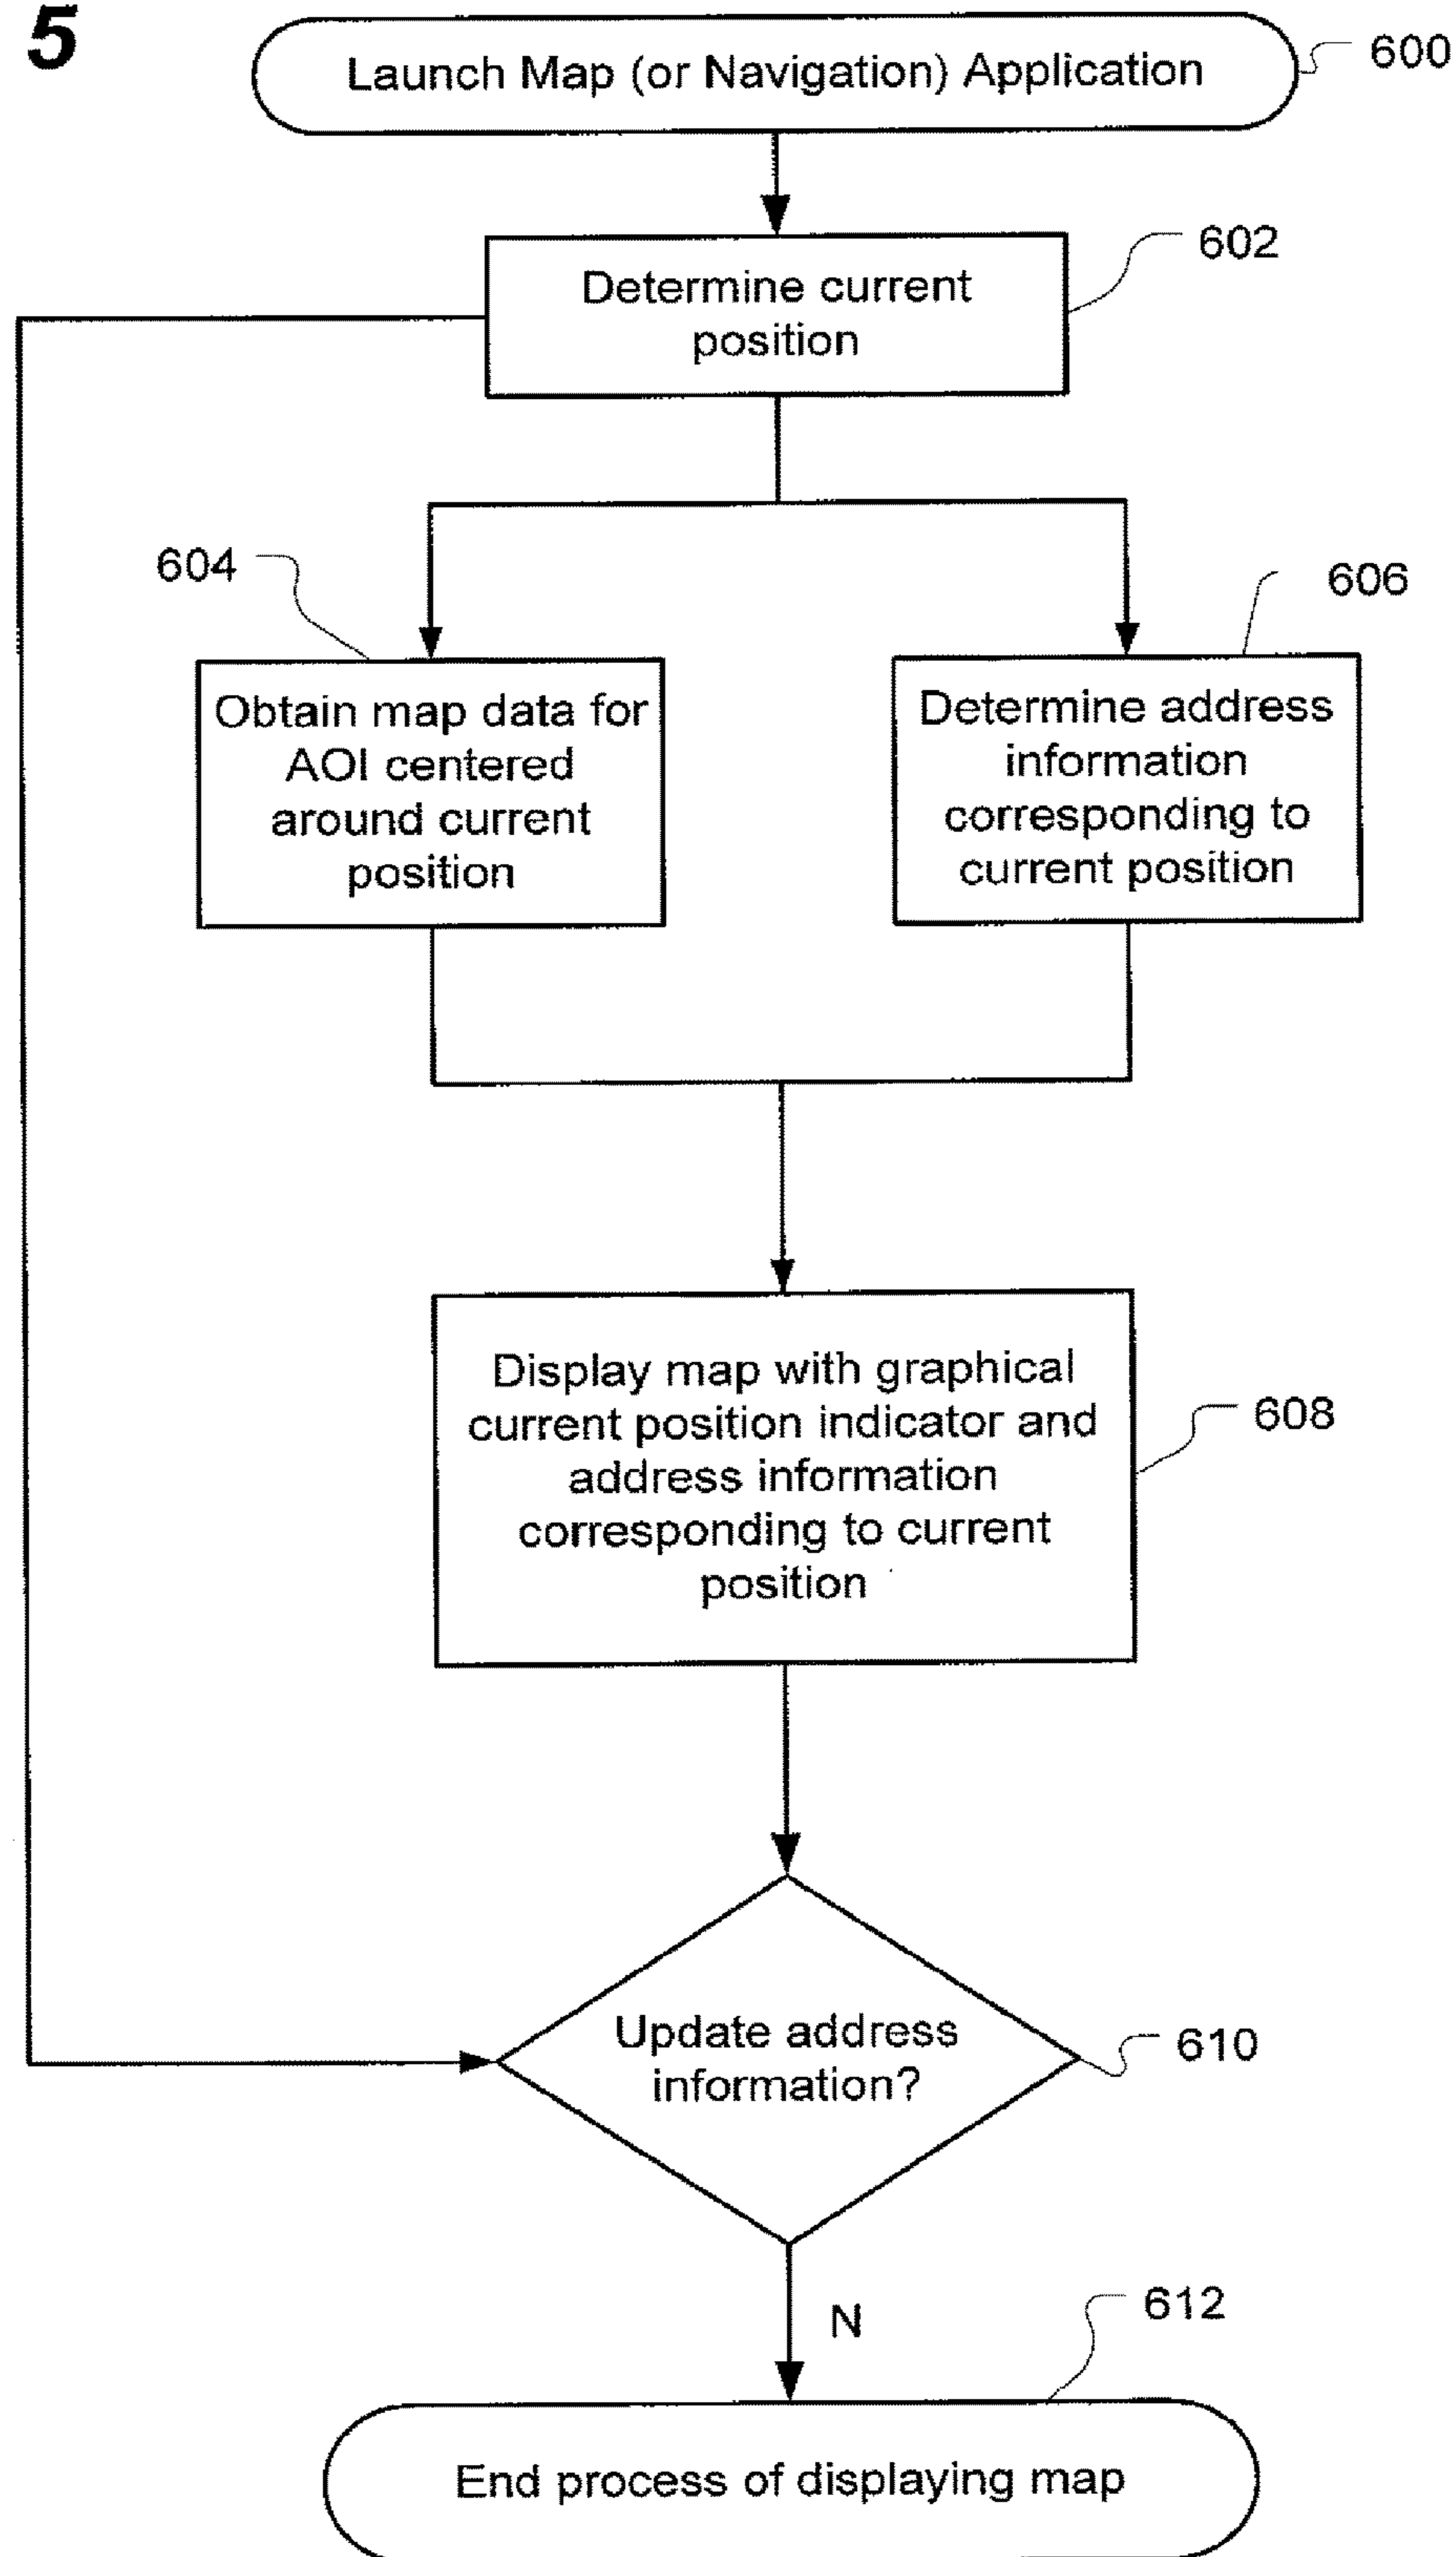 5
Launch Map (or Navigation) Application
600
Determine current
position
602
604
606
Obtain map data for
AOI centered
around current
position
Determine address
information
corresponding to
current position
Display map with graphical
current position indicator and
address information
corresponding to current
position
608
Update address
information?
610
N
612
End process of displaying map